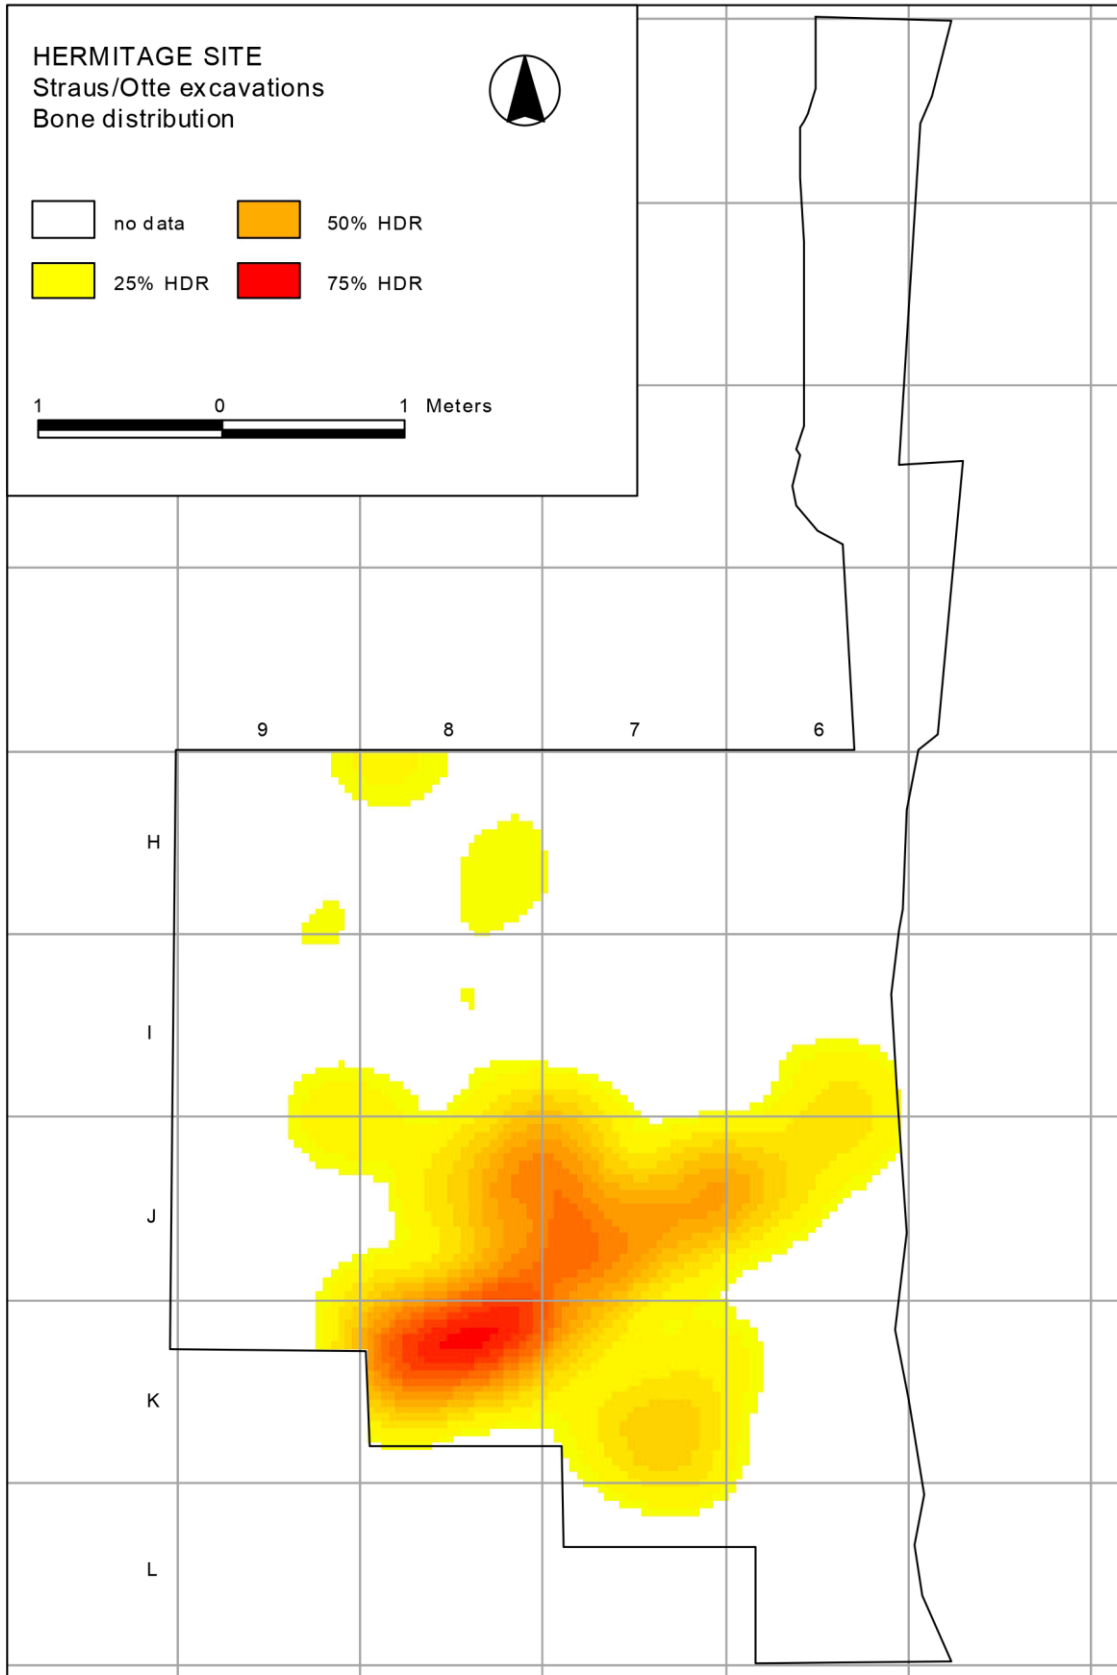 HERMITAGE SITE
Straus/Otte excavations
Bone distribution
no data
50% HDR
25% HDR
75% HDR
1 0 1 Meters
9 8 7 6
H
I
J
K
L